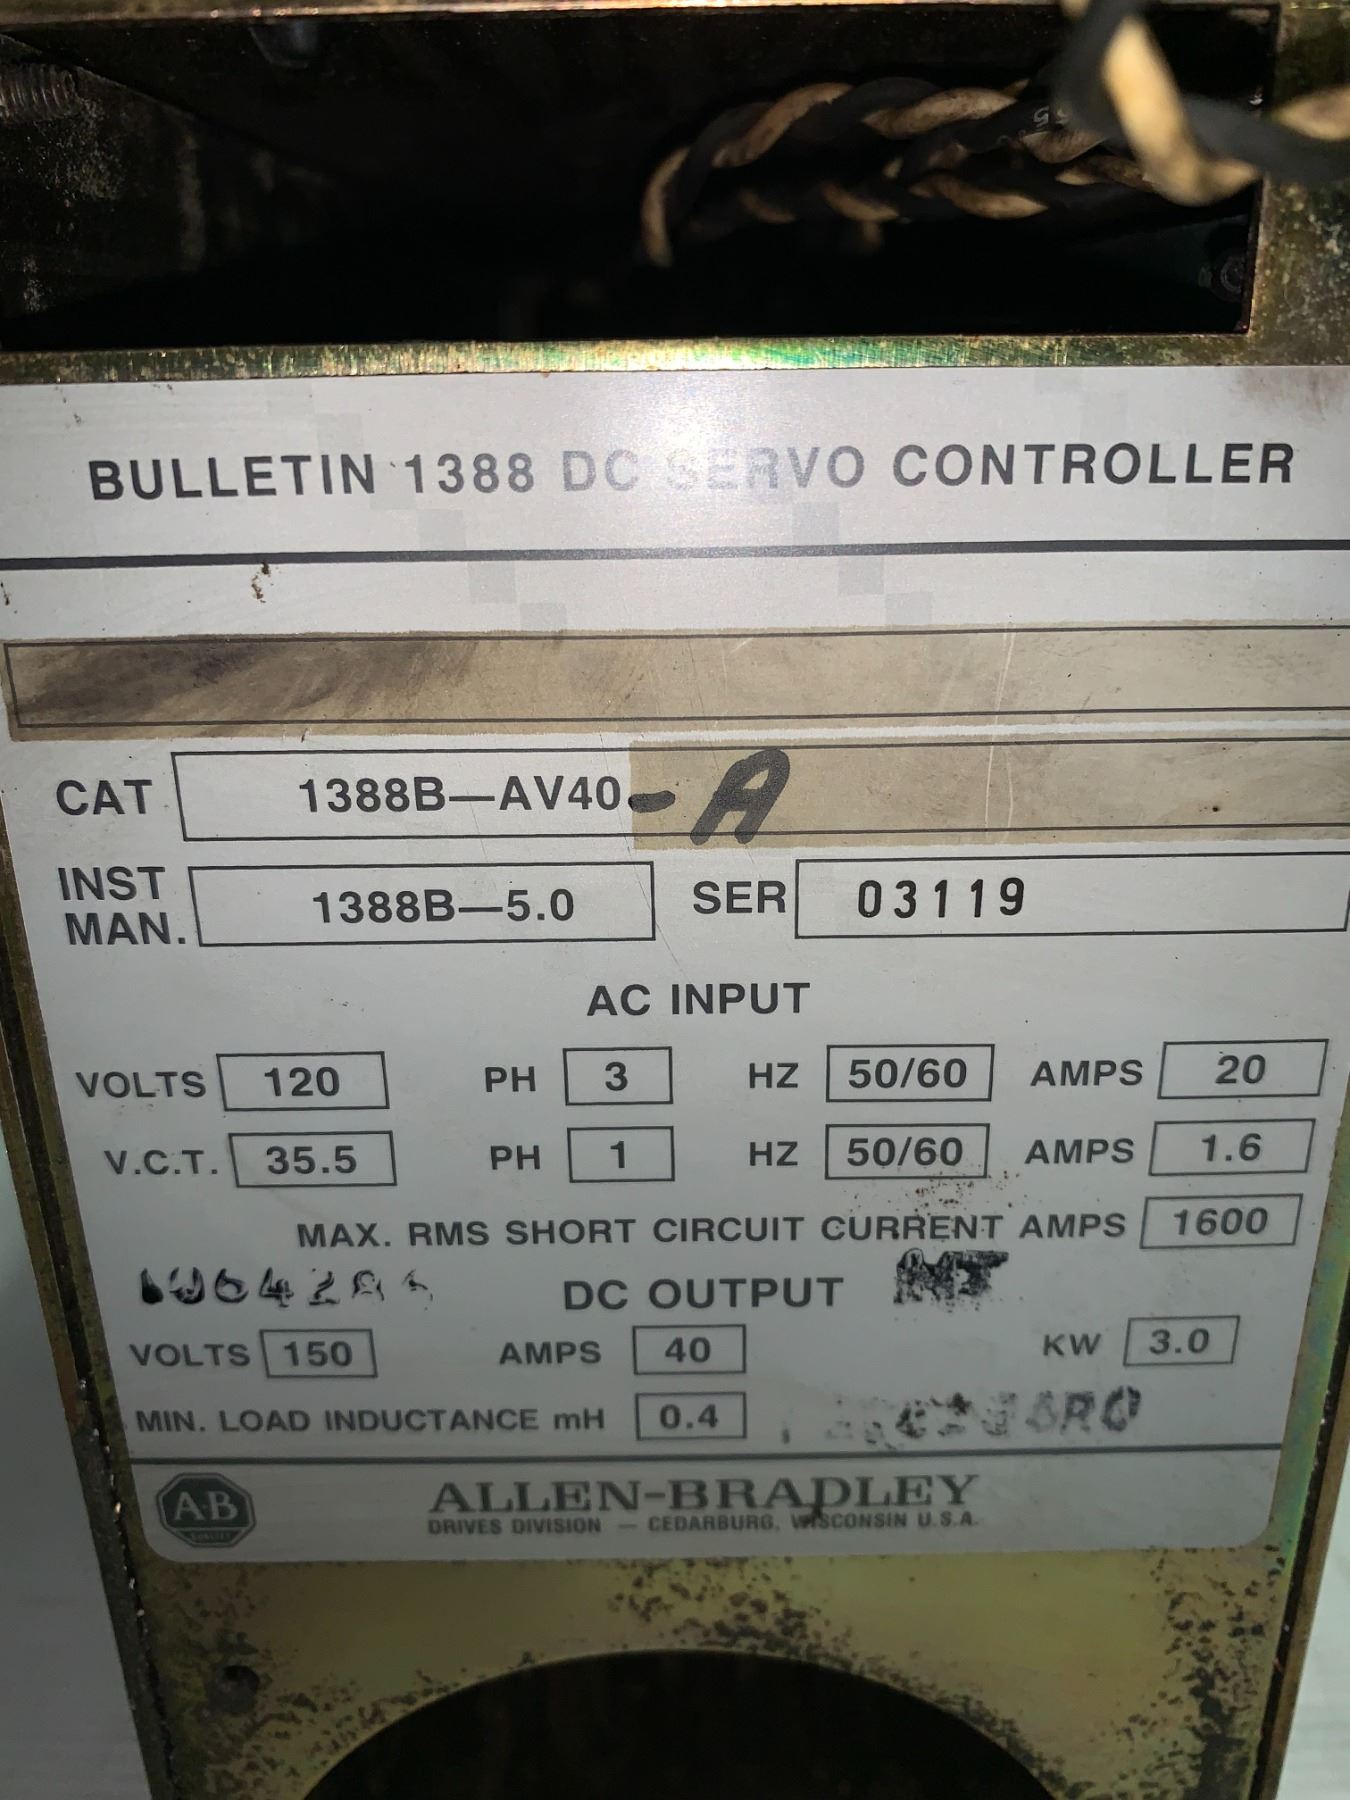 BULLETIN 1388 DC SERVO CONTROLLER
CAT 1388B—AV40-A
INST MAN. 1388B—5.0 SER 03119
AC INPUT
VOLTS 120 PH 3 HZ 50/60 AMPS 20
V.C.T. 35.5 PH 1 HZ 50/60 AMPS 1.6
MAX. RMS SHORT CIRCUIT CURRENT AMPS 1600
DC OUTPUT
VOLTS 150 AMPS 40 KW 3.0
MIN. LOAD INDUCTANCE mH 0.4
A-B QUALITY ALLEN-BRADLEY
DRIVES DIVISION — CEDARBURG, WISCONSIN U.S.A.